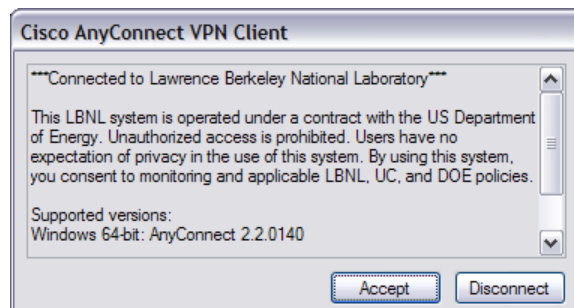 Cisco AnyConnect VPN Client
***Connected to Lawrence Berkeley National Laboratory***
This LBNL system is operated under a contract with the US Department
of Energy. Unauthorized access is prohibited. Users have no
expectation of privacy in the use of this system. By using this system,
you consent to monitoring and applicable LBNL, UC, and DOE policies.
Supported versions:
Windows 64-bit: AnyConnect 2.2.0140
Accept
Disconnect